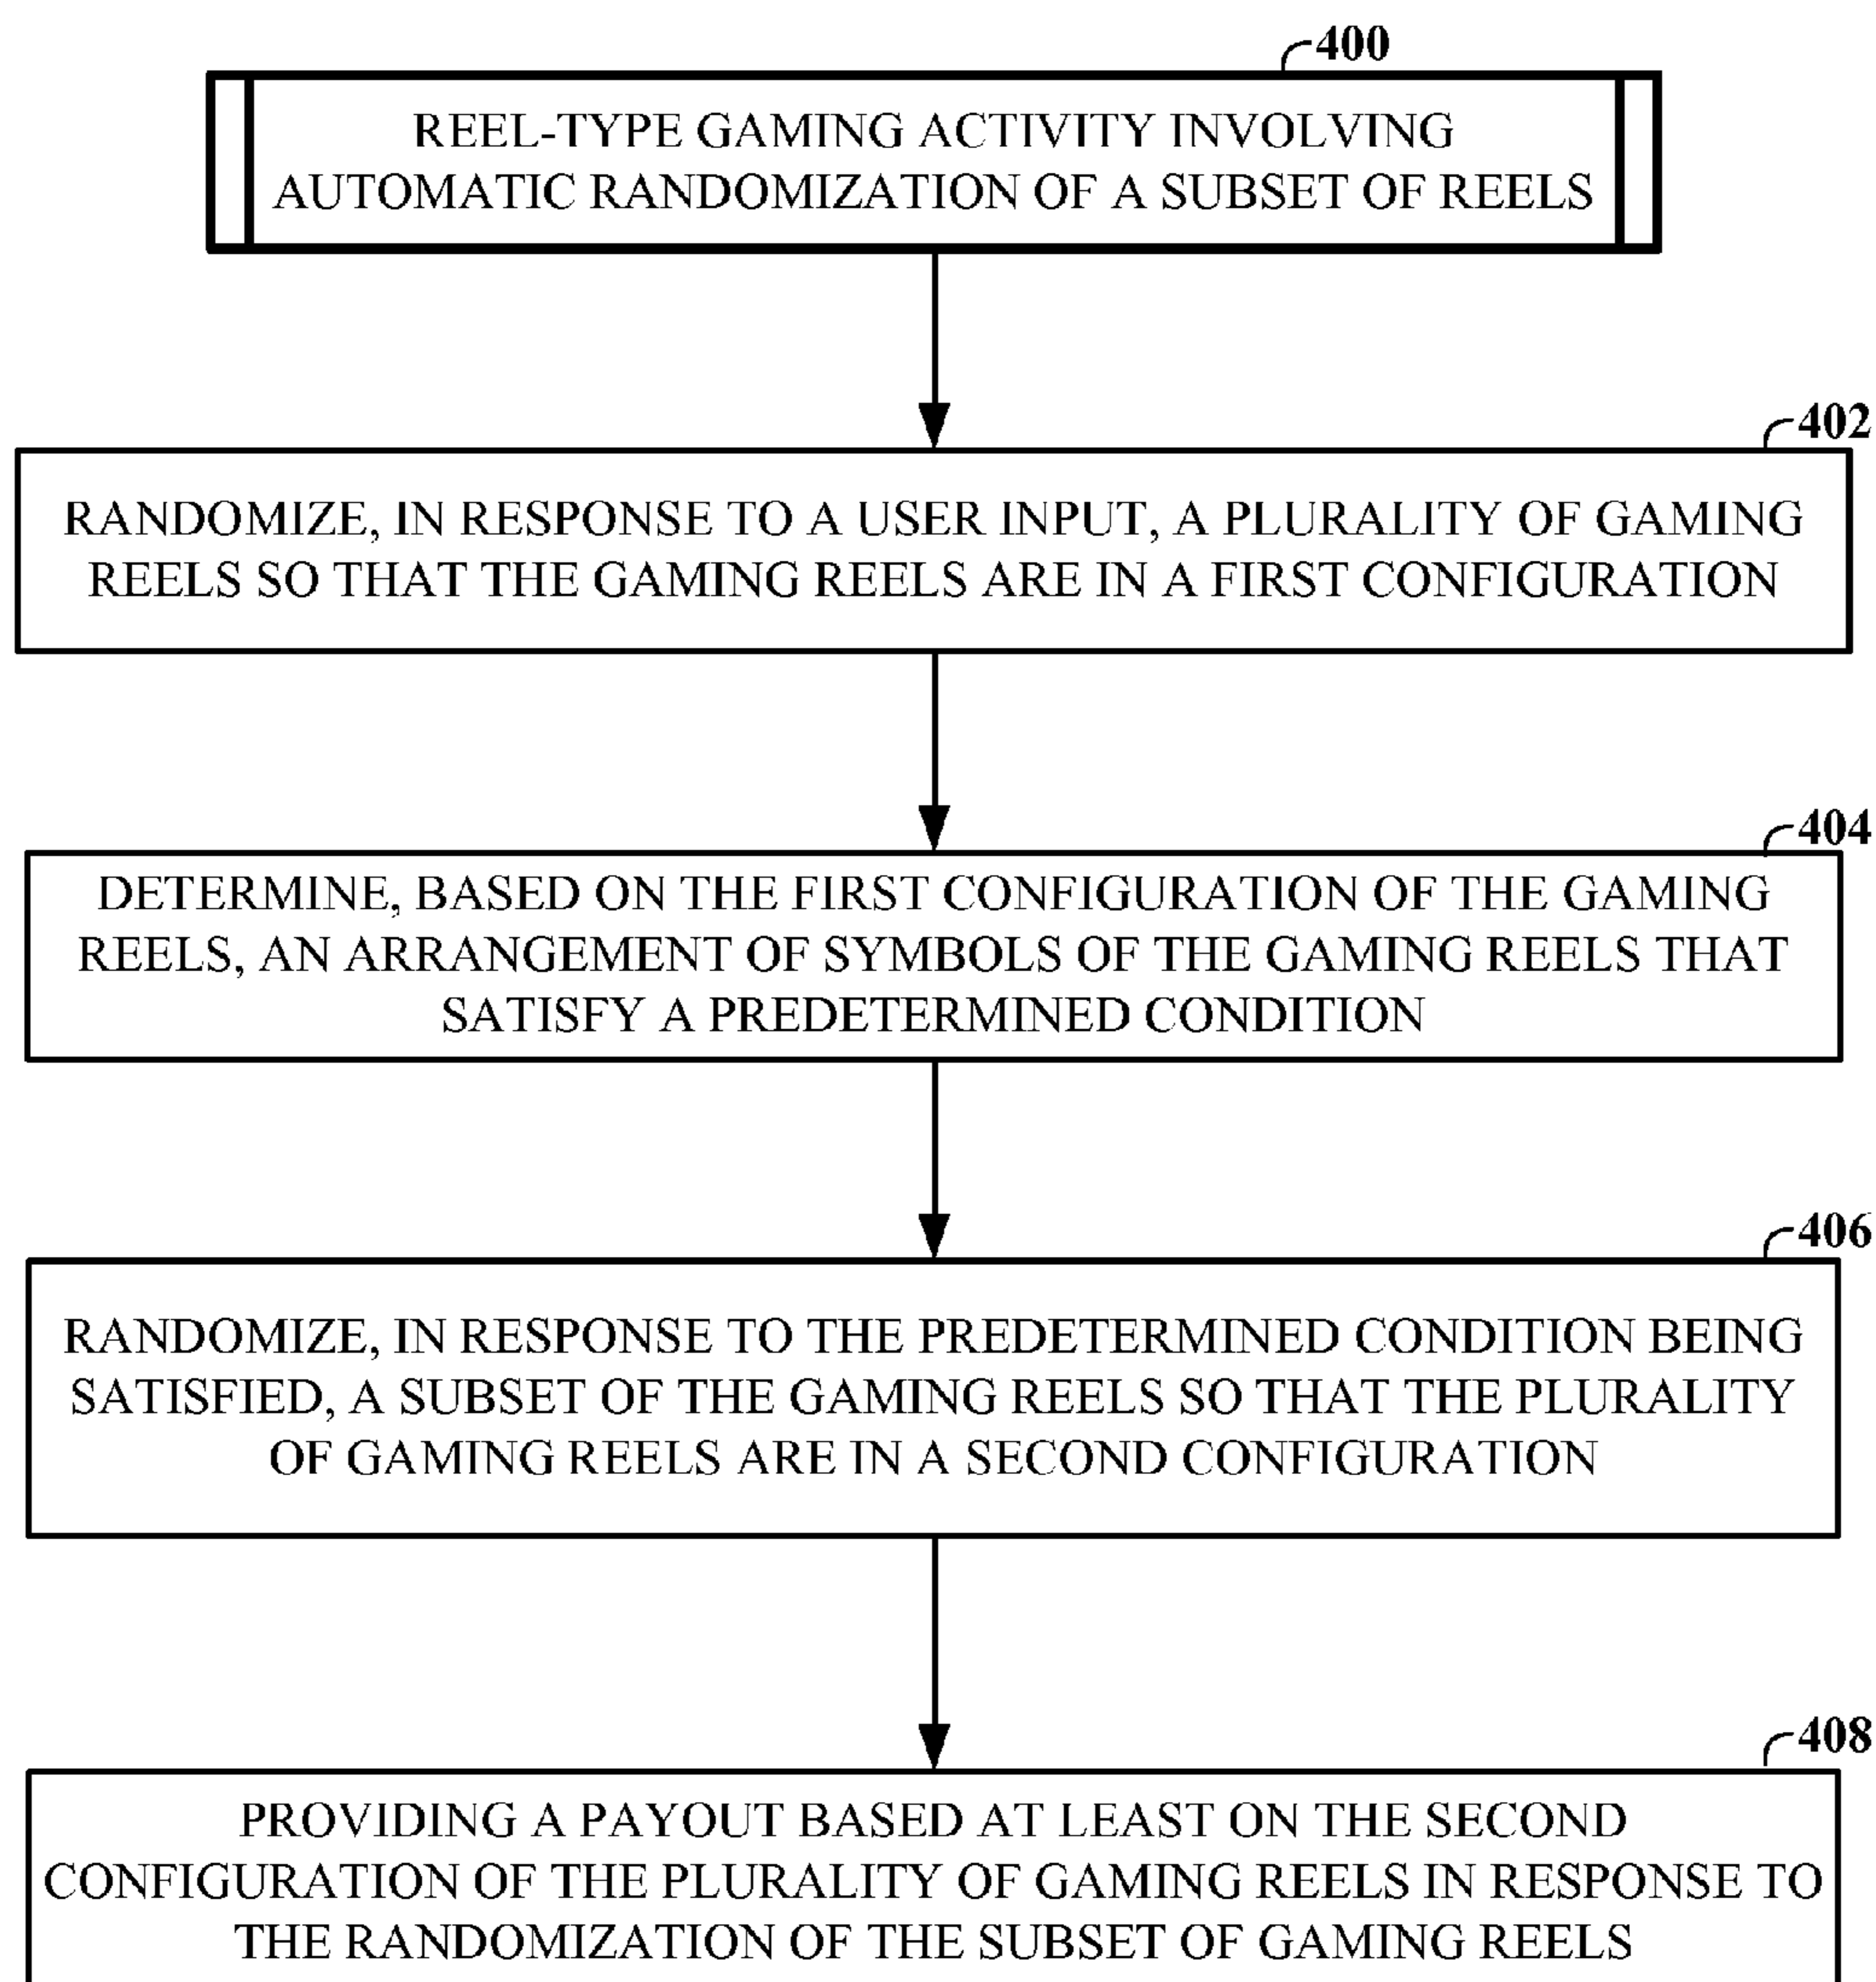 400
REEL-TYPE GAMING ACTIVITY INVOLVING
AUTOMATIC RANDOMIZATION OF A SUBSET OF REELS
402
RANDOMIZE, IN RESPONSE TO A USER INPUT, A PLURALITY OF GAMING
REELS SO THAT THE GAMING REELS ARE IN A FIRST CONFIGURATION
404
DETERMINE, BASED ON THE FIRST CONFIGURATION OF THE GAMING
REELS, AN ARRANGEMENT OF SYMBOLS OF THE GAMING REELS THAT
SATISFY A PREDETERMINED CONDITION
406
RANDOMIZE, IN RESPONSE TO THE PREDETERMINED CONDITION BEING
SATISFIED, A SUBSET OF THE GAMING REELS SO THAT THE PLURALITY
OF GAMING REELS ARE IN A SECOND CONFIGURATION
408
PROVIDING A PAYOUT BASED AT LEAST ON THE SECOND
CONFIGURATION OF THE PLURALITY OF GAMING REELS IN RESPONSE TO
THE RANDOMIZATION OF THE SUBSET OF GAMING REELS